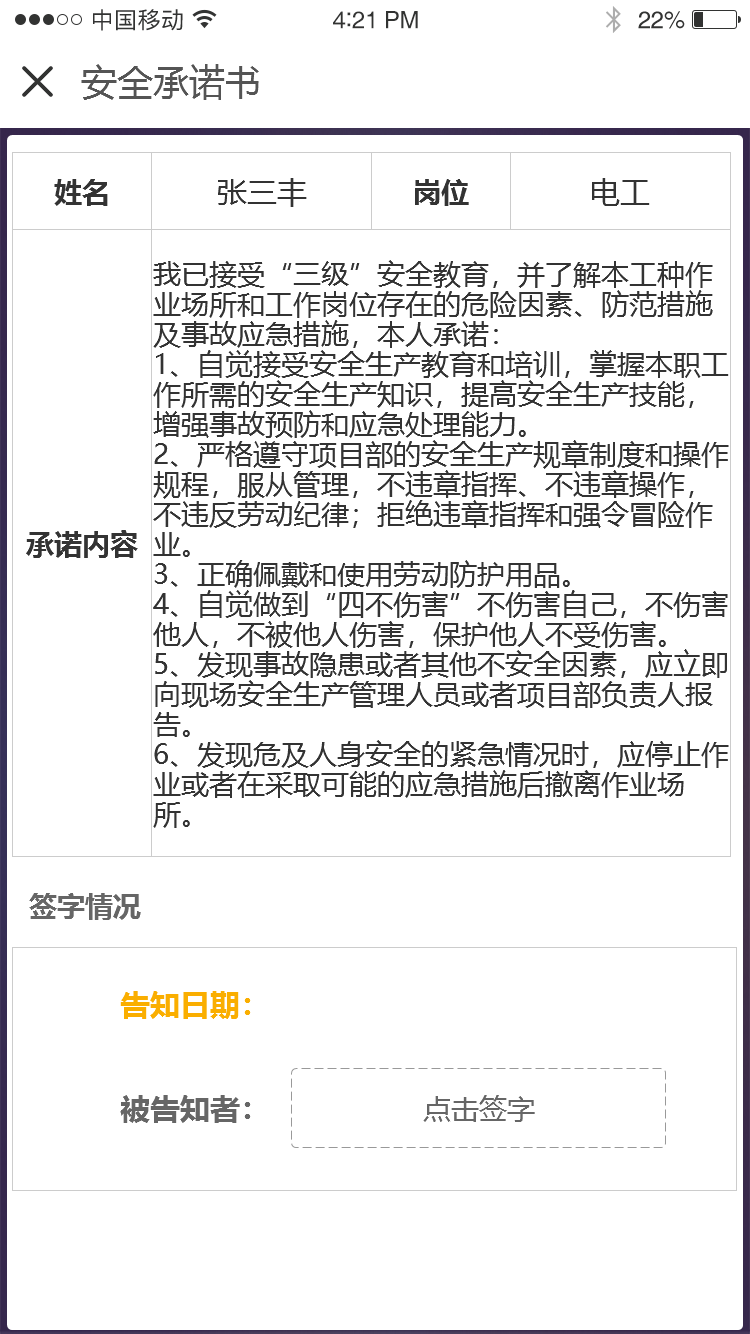 中国移动
4:21 PM
22%
安全承诺书
姓名
张三丰
岗位
电工
承诺内容
我已接受“三级”安全教育，并了解本工种作
业场所和工作岗位存在的危险因素、防范措施
及事故应急措施，本人承诺：
1、自觉接受安全生产教育和培训，掌握本职工
作所需的安全生产知识，提高安全生产技能，
增强事故预防和应急处理能力。
2、严格遵守项目部的安全生产规章制度和操作
规程，服从管理，不违章指挥、不违章操作，
不违反劳动纪律；拒绝违章指挥和强令冒险作
业。
3、正确佩戴和使用劳动防护用品。
4、自觉做到“四不伤害”不伤害自己，不伤害
他人，不被他人伤害，保护他人不受伤害。
5、发现事故隐患或者其他不安全因素，应立即
向现场安全生产管理人员或者项目部负责人报
告。
6、发现危及人身安全的紧急情况时，应停止作
业或者在采取可能的应急措施后撤离作业场
所。
签字情况
告知日期：
被告知者：
点击签字